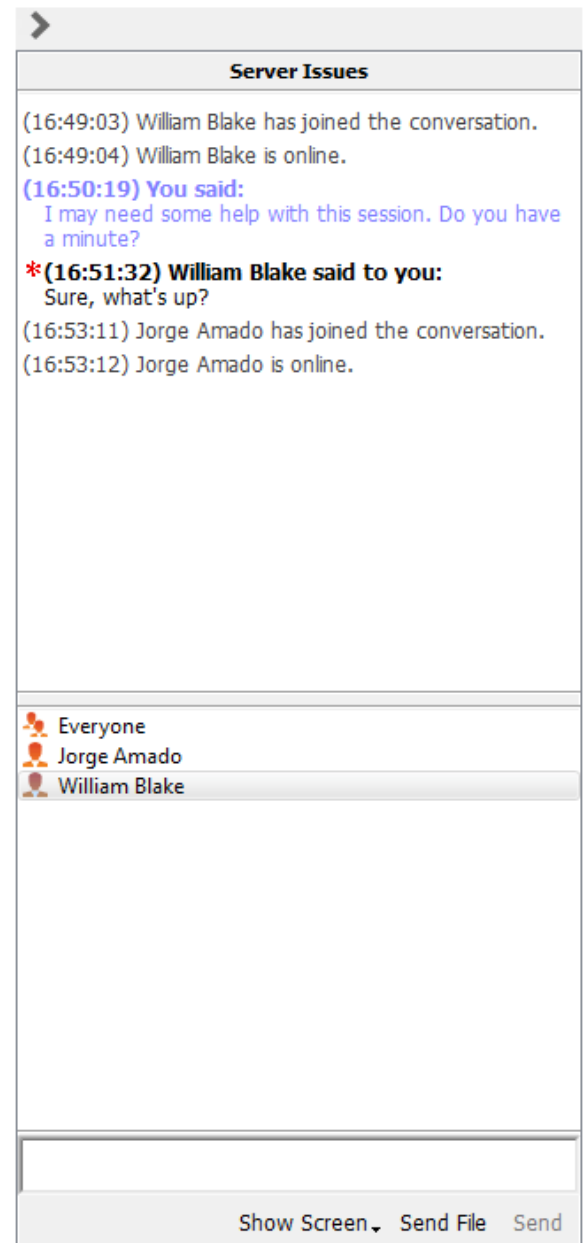 Server Issues
(16:49:03) William Blake has joined the conversation.
(16:49:04) William Blake is online.
(16:50:19) You said:
I may need some help with this session. Do you have
a minute?
*(16:51:32) William Blake said to you:
Sure, what's up?
(16:53:11) Jorge Amado has joined the conversation.
(16:53:12) Jorge Amado is online.
Everyone
Jorge Amado
William Blake
Show Screen Send File Send